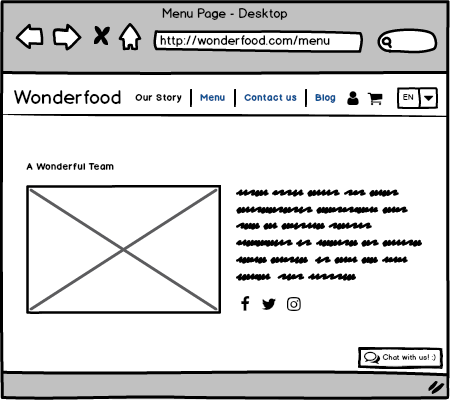 Menu Page - Desktop
http://wonderfood.com/menu
Wonderfood Our Story Menu Contact us Blog EN
A Wonderful Team
Chat with us! :)